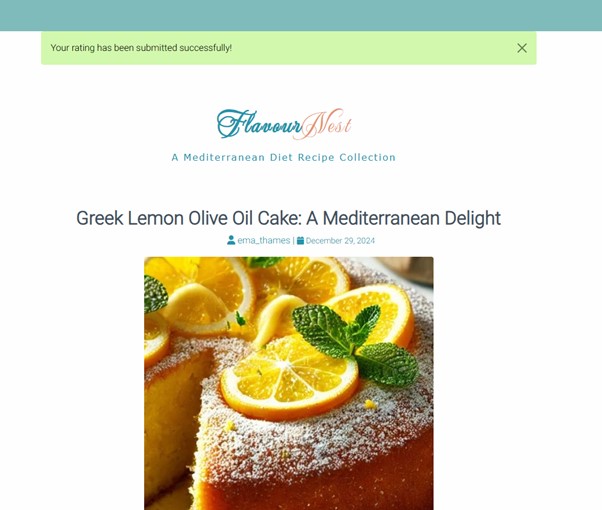 Your rating has been submitted successfully!
FlavourNest
A Mediterranean Diet Recipe Collection
Greek Lemon Olive Oil Cake: A Mediterranean Delight
ema_thames | December 29, 2024